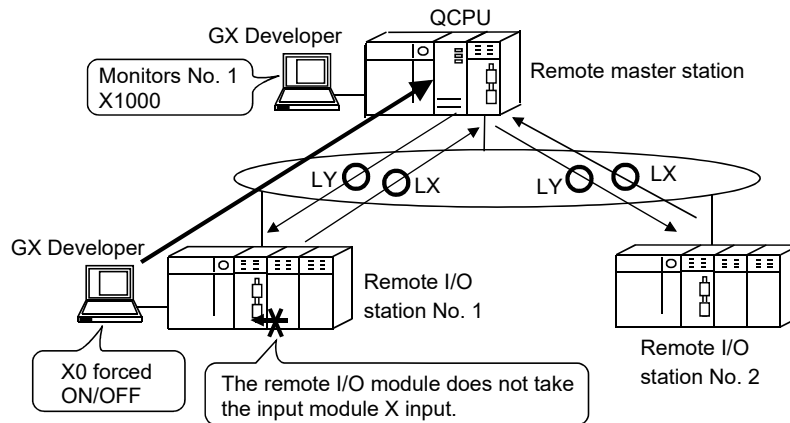 QCPU
GX Developer
Monitors No. 1
X1000
Remote master station
LY
LX
LY
LX
GX Developer
Remote I/O
station No. 1
X0 forced
ON/OFF
The remote I/O module does not take
the input module X input.
Remote I/O
station No. 2